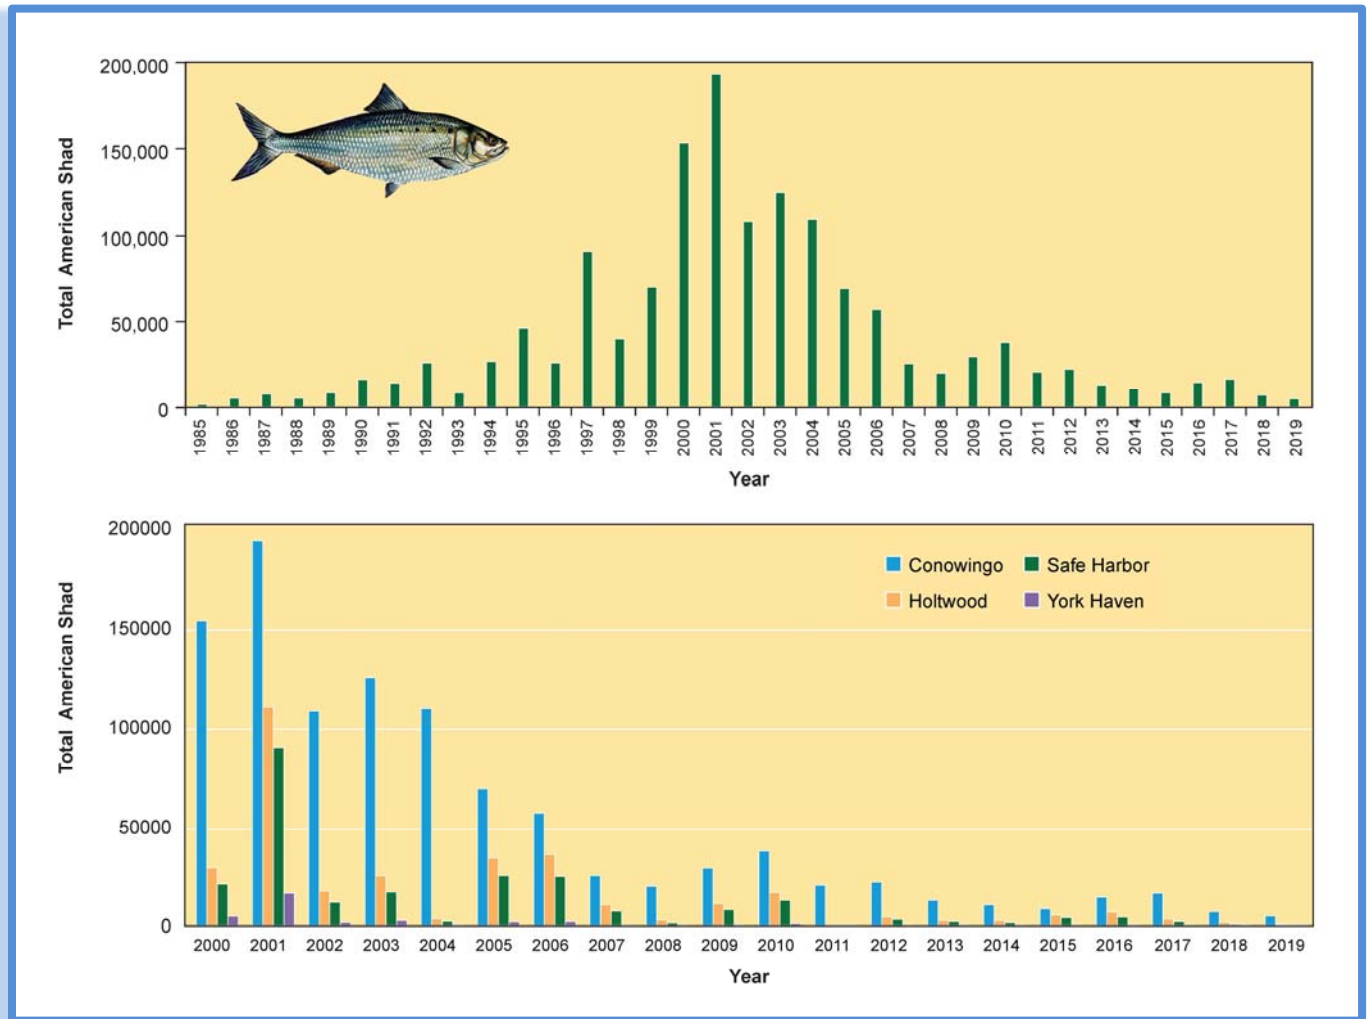 200,000
150,000
100,000
50,000
0
Total American Shad
1985 1986 1987 1988 1989 1990 1991 1992 1993 1994 1995 1996 1997 1998 1999 2000 2001 2002 2003 2004 2005 2006 2007 2008 2009 2010 2011 2012 2013 2014 2015 2016 2017 2018 2019
Year
200000
150000
100000
50000
0
Total American Shad
Conowingo Safe Harbor
Holtwood York Haven
2000 2001 2002 2003 2004 2005 2006 2007 2008 2009 2010 2011 2012 2013 2014 2015 2016 2017 2018 2019
Year